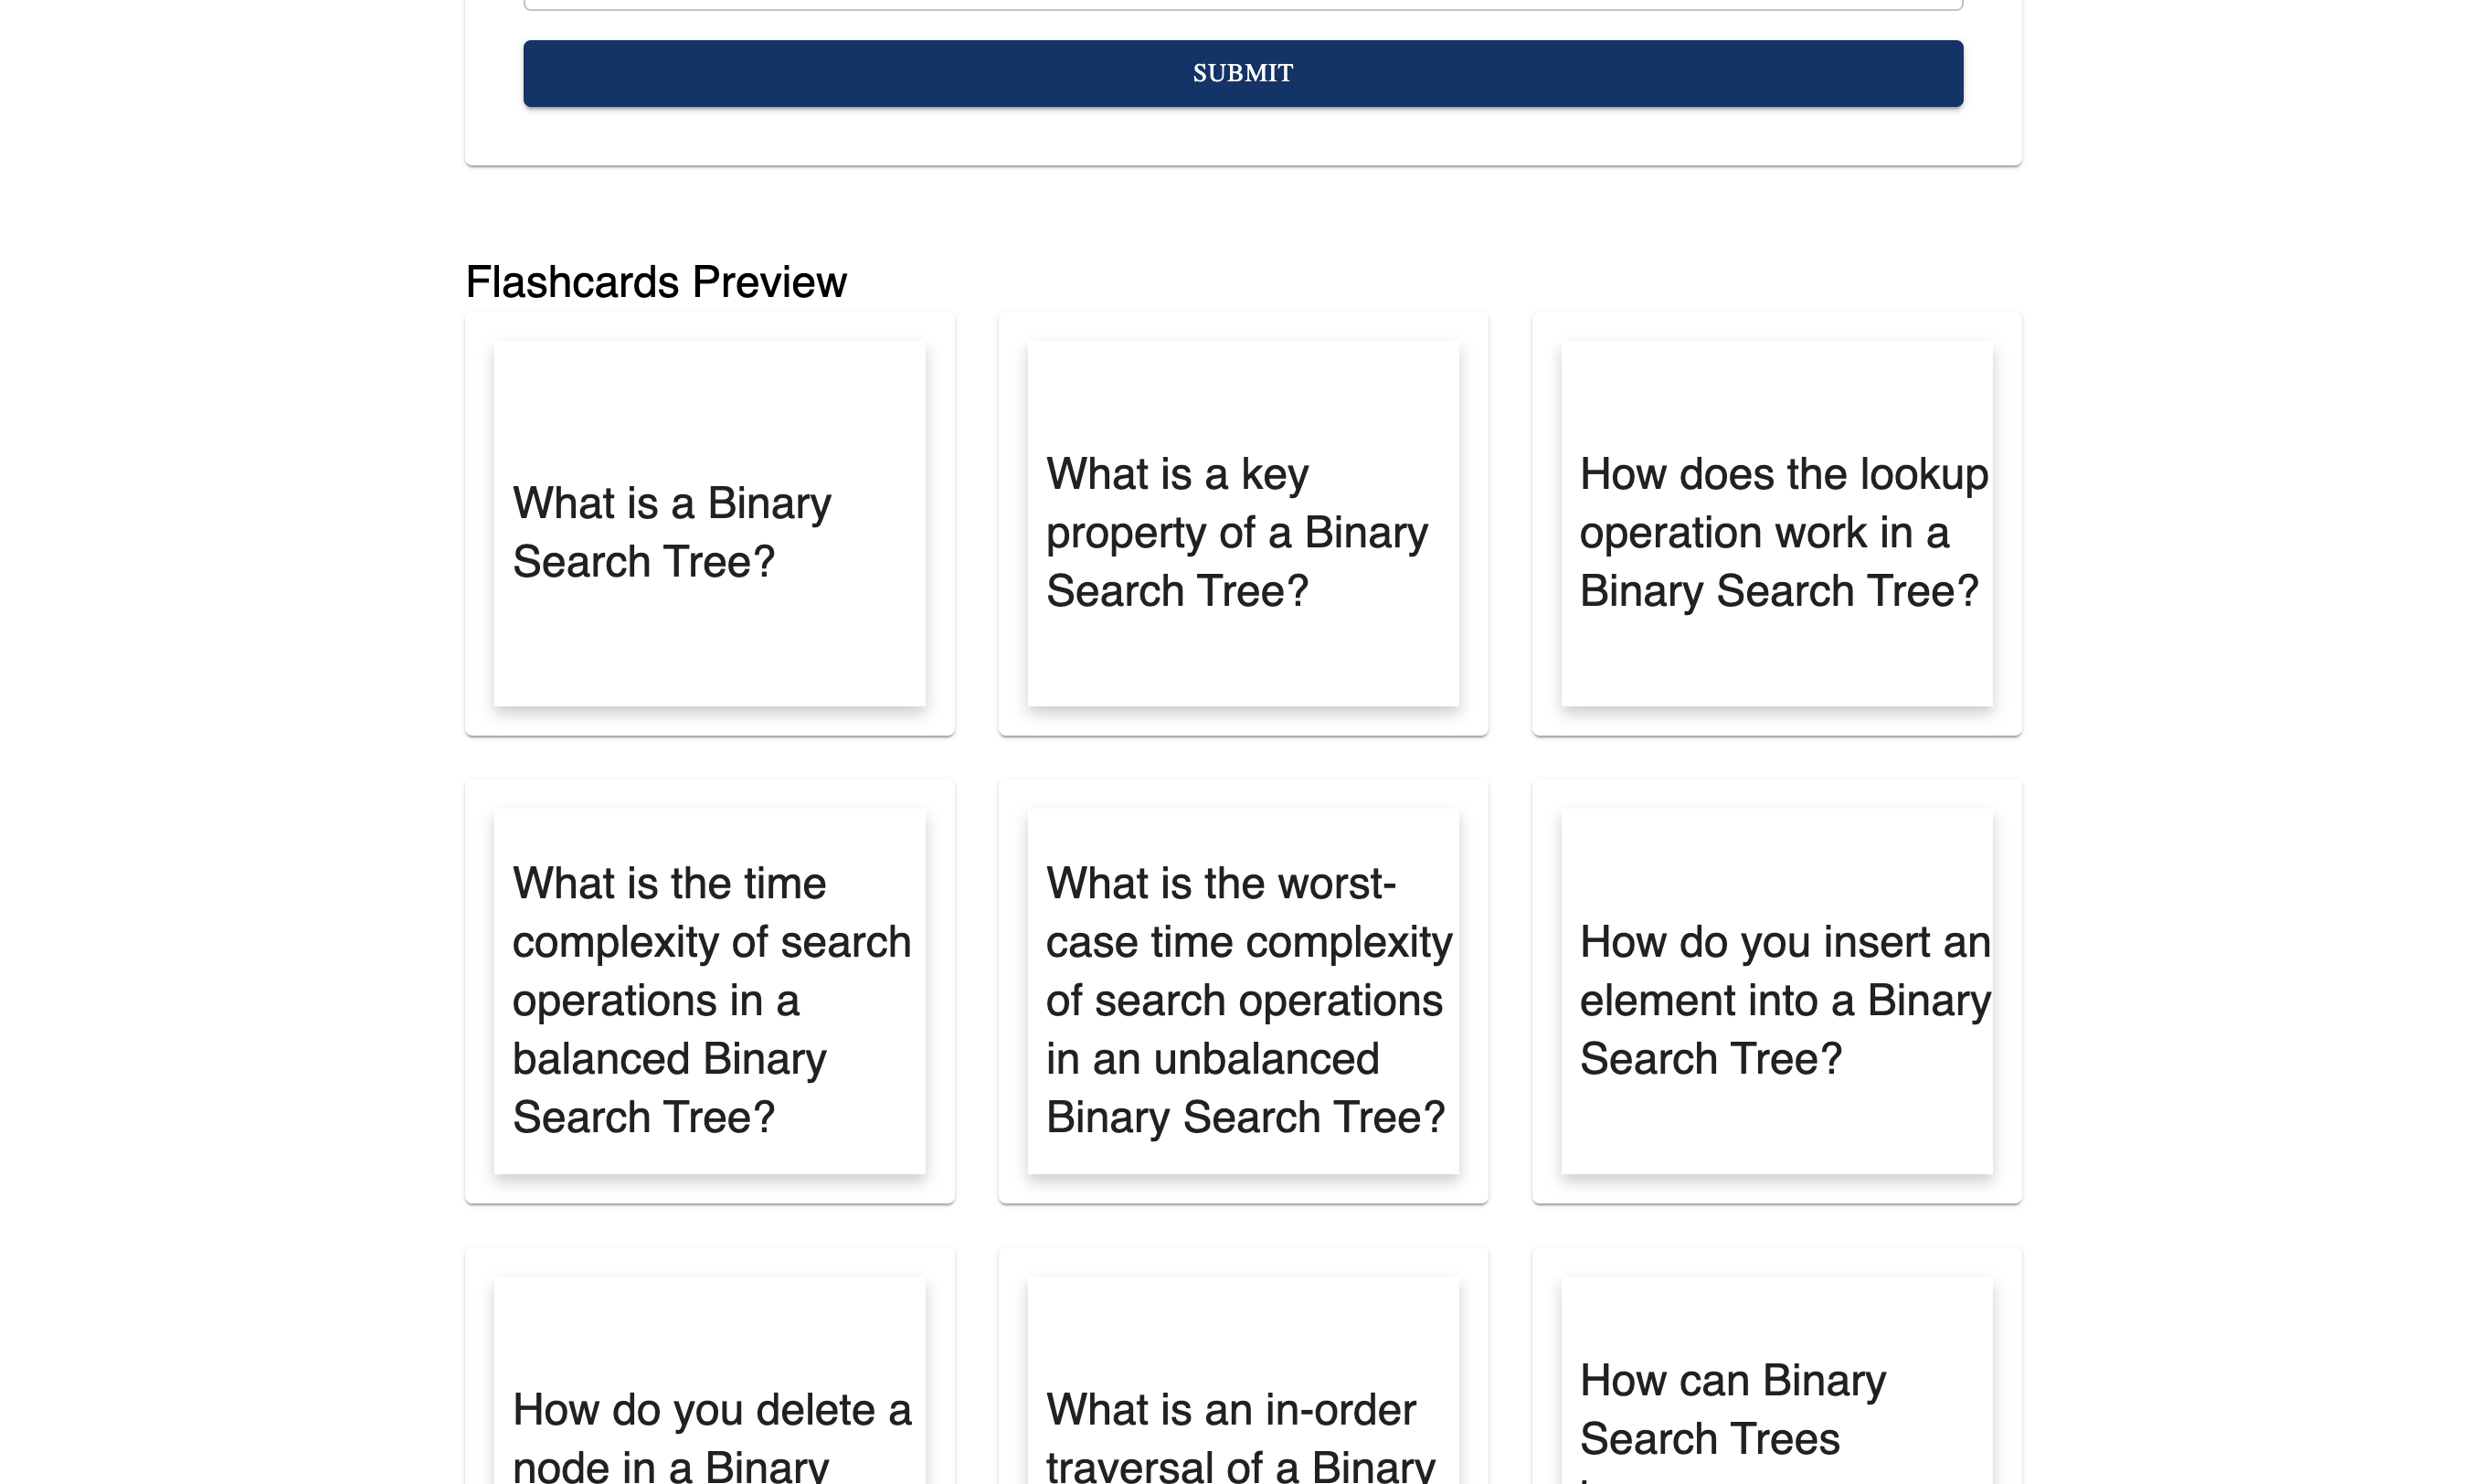 SUBMIT
Flashcards Preview
What is a Binary
Search Tree?
What is a key
property of a Binary
Search Tree?
How does the lookup
operation work in a
Binary Search Tree?
What is the time
complexity of search
operations in a
balanced Binary
Search Tree?
What is the worst-
case time complexity
of search operations
in an unbalanced
Binary Search Tree?
How do you insert an
element into a Binary
Search Tree?
How do you delete a
node in a Binary
What is an in-order
traversal of a Binary
How can Binary
Search Trees